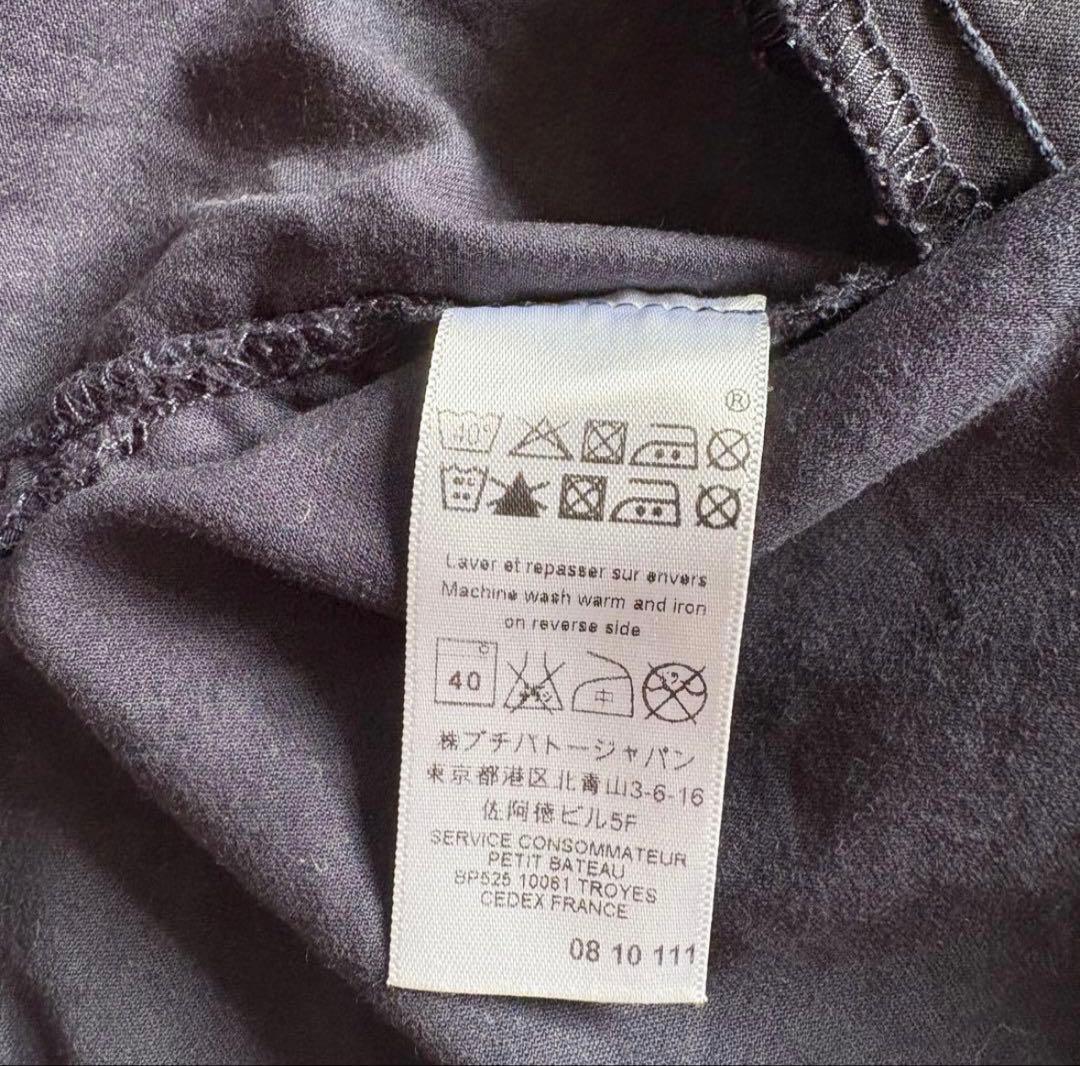 ®
40°
Laver et repasser sur envers
Machine wash warm and iron
on reverse side
40
中
㈱プチバトージャパン
東京都港区北青山3-6-16
佐阿徳ビル5F
SERVICE CONSOMMATEUR
PETIT BATEAU
BP525 10081 TROYES
CEDEX FRANCE
08 10 111